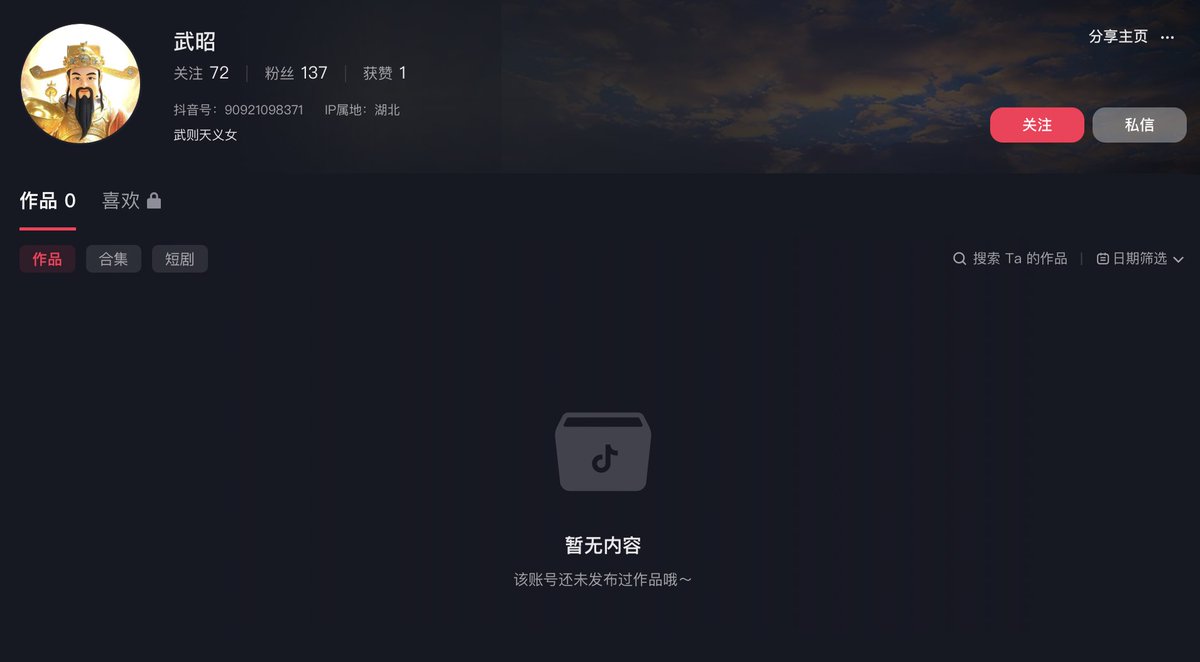 武昭
分享主页 ···
关注 72 | 粉丝 137 | 获赞 1
抖音号：90921098371 IP属地：湖北
武则天义女
关注 私信
作品 0 喜欢
作品 合集 短剧 搜索 Ta 的作品 | 日期筛选
暂无内容
该账号还未发布过作品哦～